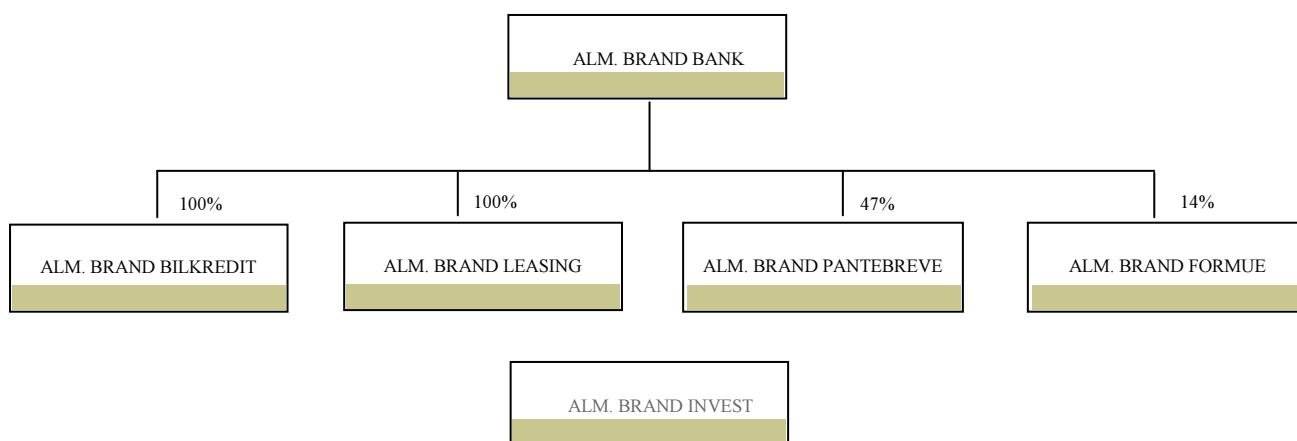 ALM. BRAND BANK
100%
100%
47%
14%
ALM. BRAND BILKREDIT
ALM. BRAND LEASING
ALM. BRAND PANTEBREVE
ALM. BRAND FORMUE
ALM. BRAND INVEST